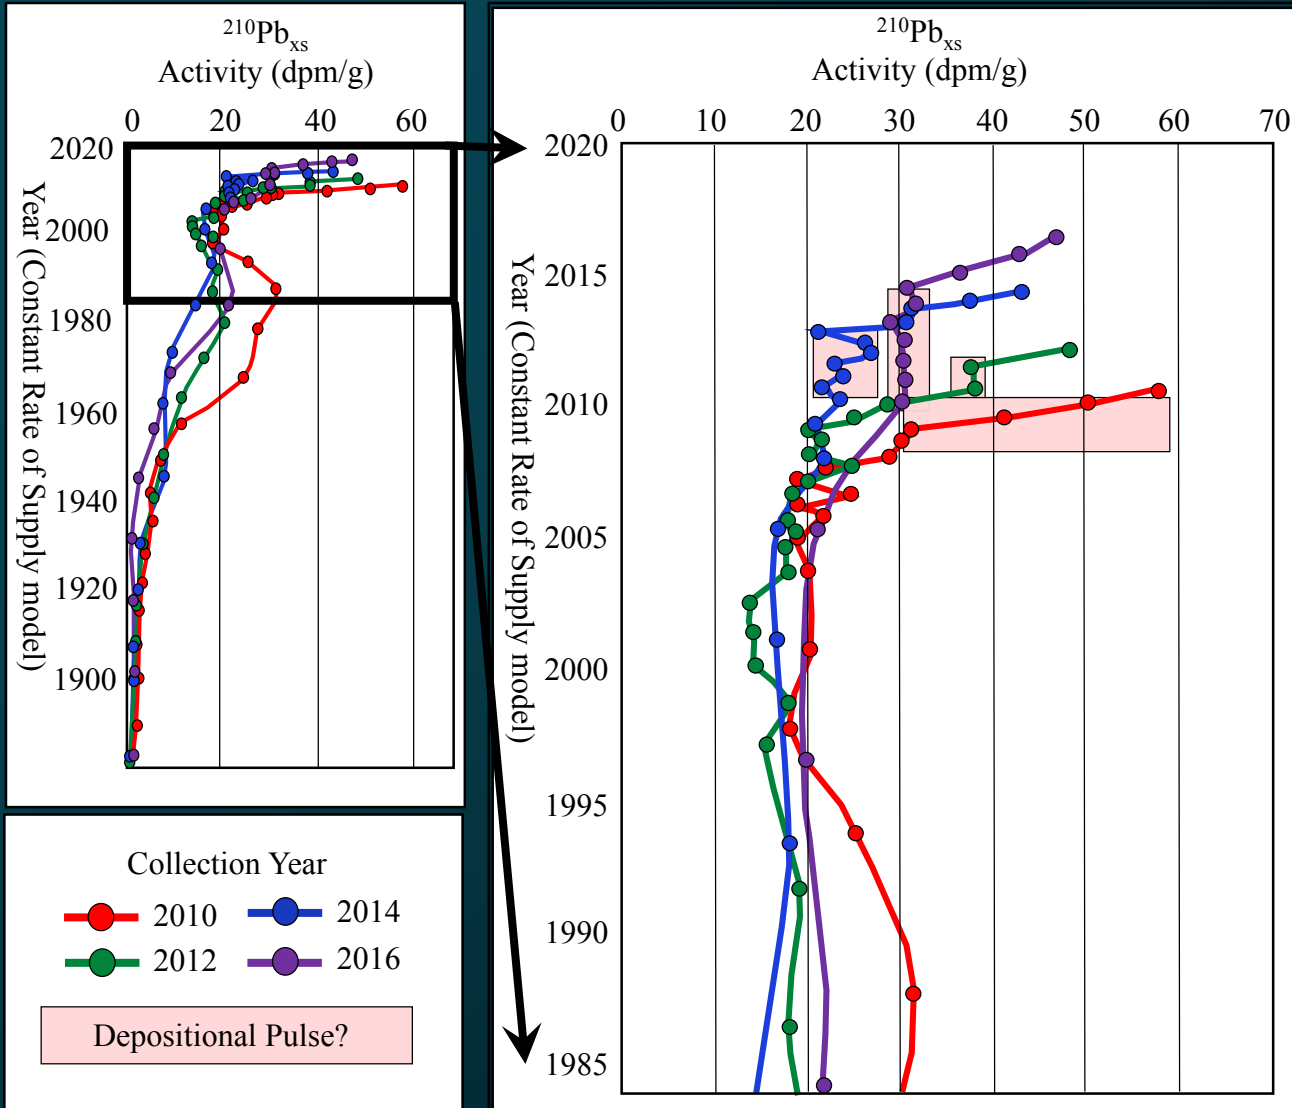 210Pbxs
Activity (dpm/g)
0 20 40 60
2020
2000
1980
1960
1940
1920
1900
Year (Constant Rate of Supply model)
210Pbxs
Activity (dpm/g)
0 10 20 30 40 50 60 70
2020
2015
2010
2005
2000
1995
1990
1985
Year (Constant Rate of Supply model)
Collection Year
2010 2014
2012 2016
Depositional Pulse?